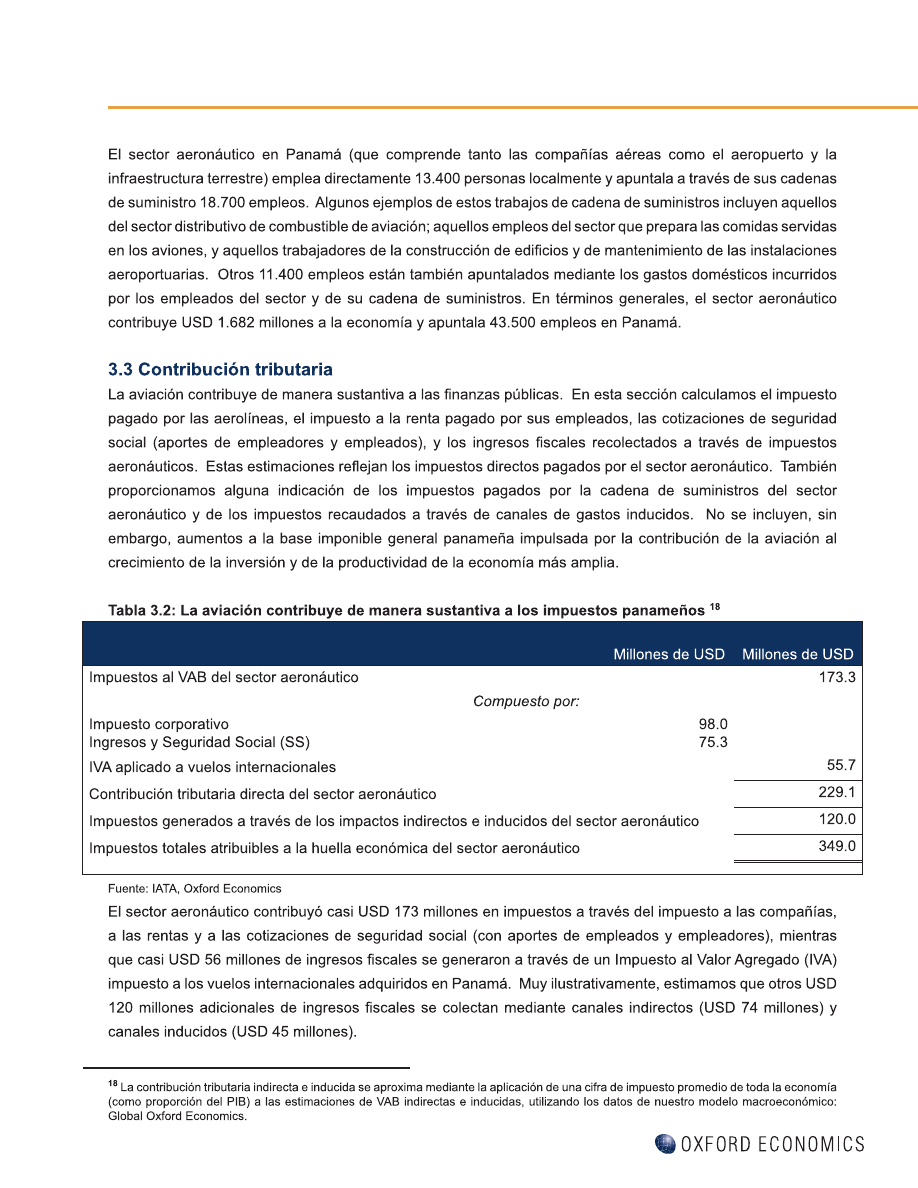 El sector aeronáutico en Panamá (que comprende tanto las compañías aéreas como el aeropuerto y la
infraestructura terrestre) emplea directamente 13.400 personas localmente y apuntala a través de sus cadenas
de suministro 18.700 empleos. Algunos ejemplos de estos trabajos de cadena de suministros incluyen aquellos
del sector distributivo de combustible de aviación; aquellos empleos del sector que prepara las comidas servidas
en los aviones, y aquellos trabajadores de la construcción de edificios y de mantenimiento de las instalaciones
aeroportuarias. Otros 11.400 empleos están también apuntalados mediante los gastos domésticos incurridos
por los empleados del sector y de su cadena de suministros. En términos generales, el sector aeronáutico
contribuye USD 1.682 millones a la economía y apuntala 43.500 empleos en Panamá.
3.3 Contribución tributaria
La aviación contribuye de manera sustantiva a las finanzas públicas. En esta sección calculamos el impuesto
pagado por las aerolíneas, el impuesto a la renta pagado por sus empleados, las cotizaciones de seguridad
social (aportes de empleadores y empleados), y los ingresos fiscales recolectados a través de impuestos
aeronáuticos. Estas estimaciones reflejan los impuestos directos pagados por el sector aeronáutico. También
proporcionamos alguna indicación de los impuestos pagados por la cadena de suministros del sector
aeronáutico y de los impuestos recaudados a través de canales de gastos inducidos. No se incluyen, sin
embargo, aumentos a la base imponible general panameña impulsada por la contribución de la aviación al
crecimiento de la inversión y de la productividad de la economía más amplia.
Tabla 3.2: La aviación contribuye de manera sustantiva a los impuestos panameños 18
Millones de USD Millones de USD
Impuestos al VAB del sector aeronáutico 173.3
Compuesto por:
Impuesto corporativo 98.0
Ingresos y Seguridad Social (SS) 75.3
IVA aplicado a vuelos internacionales 55.7
Contribución tributaria directa del sector aeronáutico 229.1
Impuestos generados a través de los impactos indirectos e inducidos del sector aeronáutico 120.0
Impuestos totales atribuibles a la huella económica del sector aeronáutico 349.0
Fuente: IATA, Oxford Economics
El sector aeronáutico contribuyó casi USD 173 millones en impuestos a través del impuesto a las compañías,
a las rentas y a las cotizaciones de seguridad social (con aportes de empleados y empleadores), mientras
que casi USD 56 millones de ingresos fiscales se generaron a través de un Impuesto al Valor Agregado (IVA)
impuesto a los vuelos internacionales adquiridos en Panamá. Muy ilustrativamente, estimamos que otros USD
120 millones adicionales de ingresos fiscales se colectan mediante canales indirectos (USD 74 millones) y
canales inducidos (USD 45 millones).
18 La contribución tributaria indirecta e inducida se aproxima mediante la aplicación de una cifra de impuesto promedio de toda la economía
(como proporción del PIB) a las estimaciones de VAB indirectas e inducidas, utilizando los datos de nuestro modelo macroeconómico:
Global Oxford Economics.
OXFORD ECONOMICS